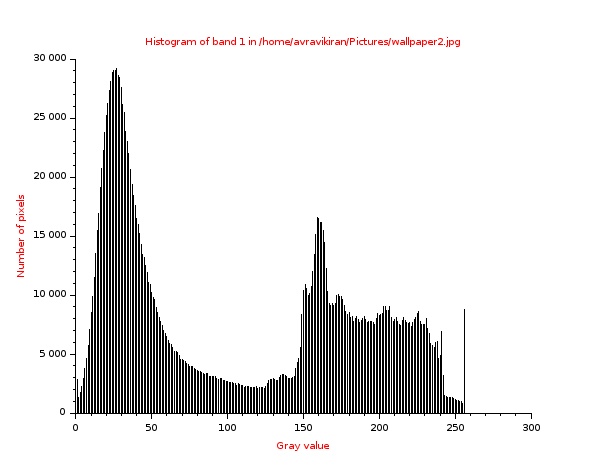 Histogram of band 1 in /home/avravikiran/Pictures/wallpaper2.jpg
30 000
25 000
20 000
15 000
10 000
5 000
0
Number of pixels
0 50 100 150 200 250 300
Gray value